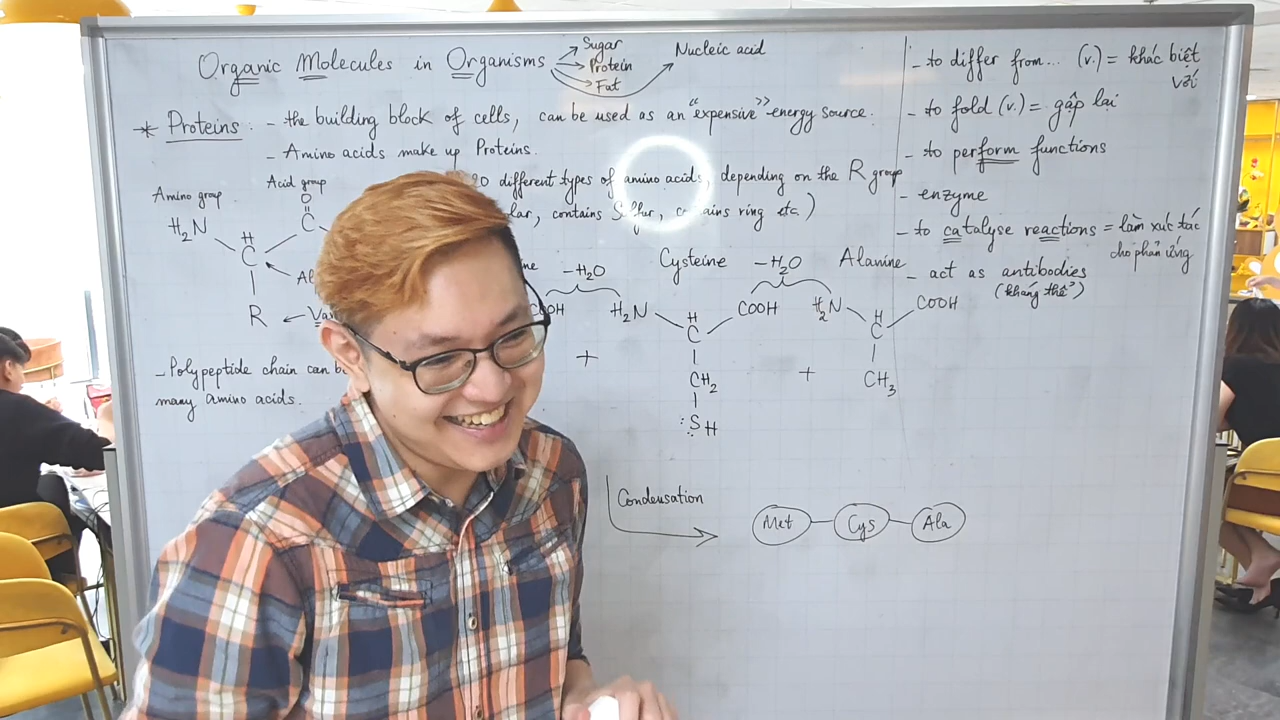 Organic Molecules in Organisms
Sugar
Protein
Fat
Nucleic acid
* Proteins : - the building block of cells, can be used as an "expensive" energy source.
- Amino acids make up Proteins.
20 different types of amino acids, depending on the R group
contains Sulfur, contains ring etc.)
Amino group
Acid group
O
H₂N
C
H
C
R
- Polypeptide chain can
many amino acids.
-H₂O
Cysteine
-H₂O
Alanine
COOH
H₂N
H
C
COOH
CH₂
SH
+
H₂N
H
C
COOH
CH₃
+
Condensation
Met
Cys
Ala
- to differ from... (v.) = khác biệt
với
- to fold (v.) = gấp lại
- to perform functions
- enzyme
- to catalyse reactions = làm xúc tác
cho phản ứng
- act as antibodies
(kháng thể)